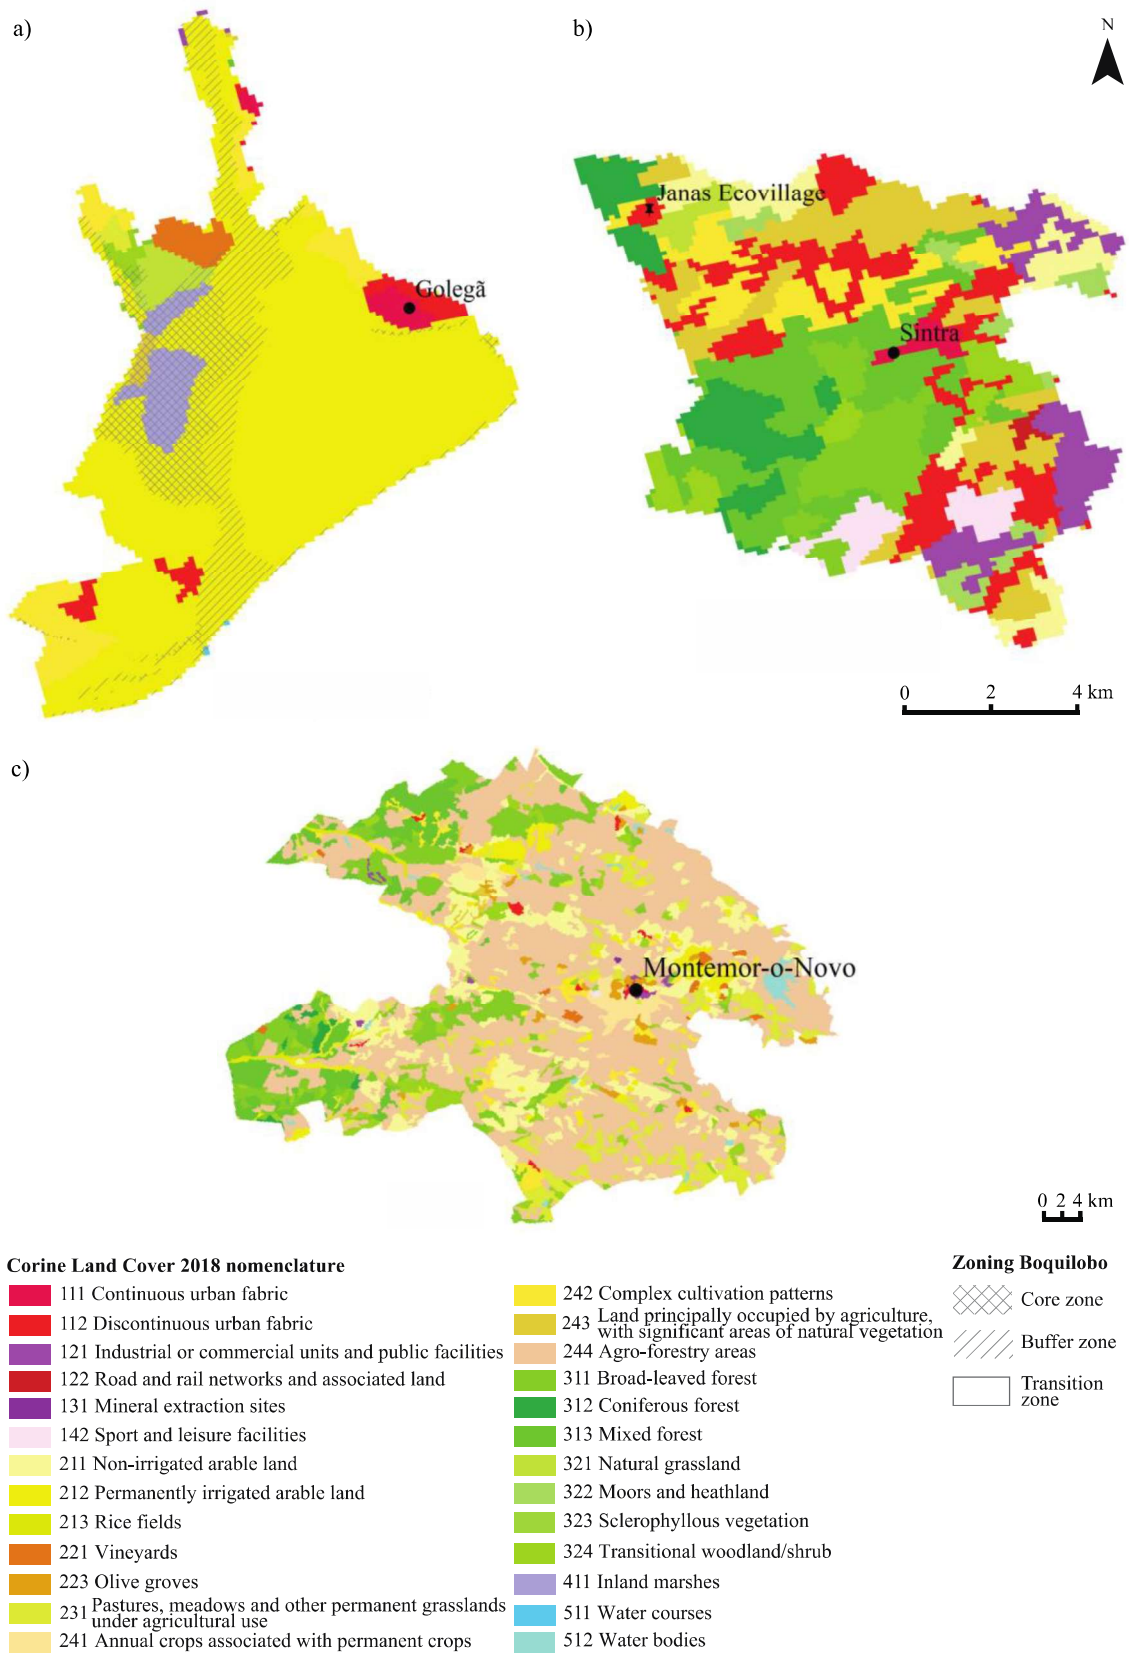 a)
b)
N
Janas Ecovillage
Golegã
Sintra
0 2 4 km
c)
Montemor-o-Novo
0 2 4 km
Corine Land Cover 2018 nomenclature
111 Continuous urban fabric
112 Discontinuous urban fabric
121 Industrial or commercial units and public facilities
122 Road and rail networks and associated land
131 Mineral extraction sites
142 Sport and leisure facilities
211 Non-irrigated arable land
212 Permanently irrigated arable land
213 Rice fields
221 Vineyards
223 Olive groves
231 Pastures, meadows and other permanent grasslands
under agricultural use
241 Annual crops associated with permanent crops
242 Complex cultivation patterns
243 Land principally occupied by agriculture,
with significant areas of natural vegetation
244 Agro-forestry areas
311 Broad-leaved forest
312 Coniferous forest
313 Mixed forest
321 Natural grassland
322 Moors and heathland
323 Sclerophyllous vegetation
324 Transitional woodland/shrub
411 Inland marshes
511 Water courses
512 Water bodies
Zoning Boquilobo
Core zone
Buffer zone
Transition
zone